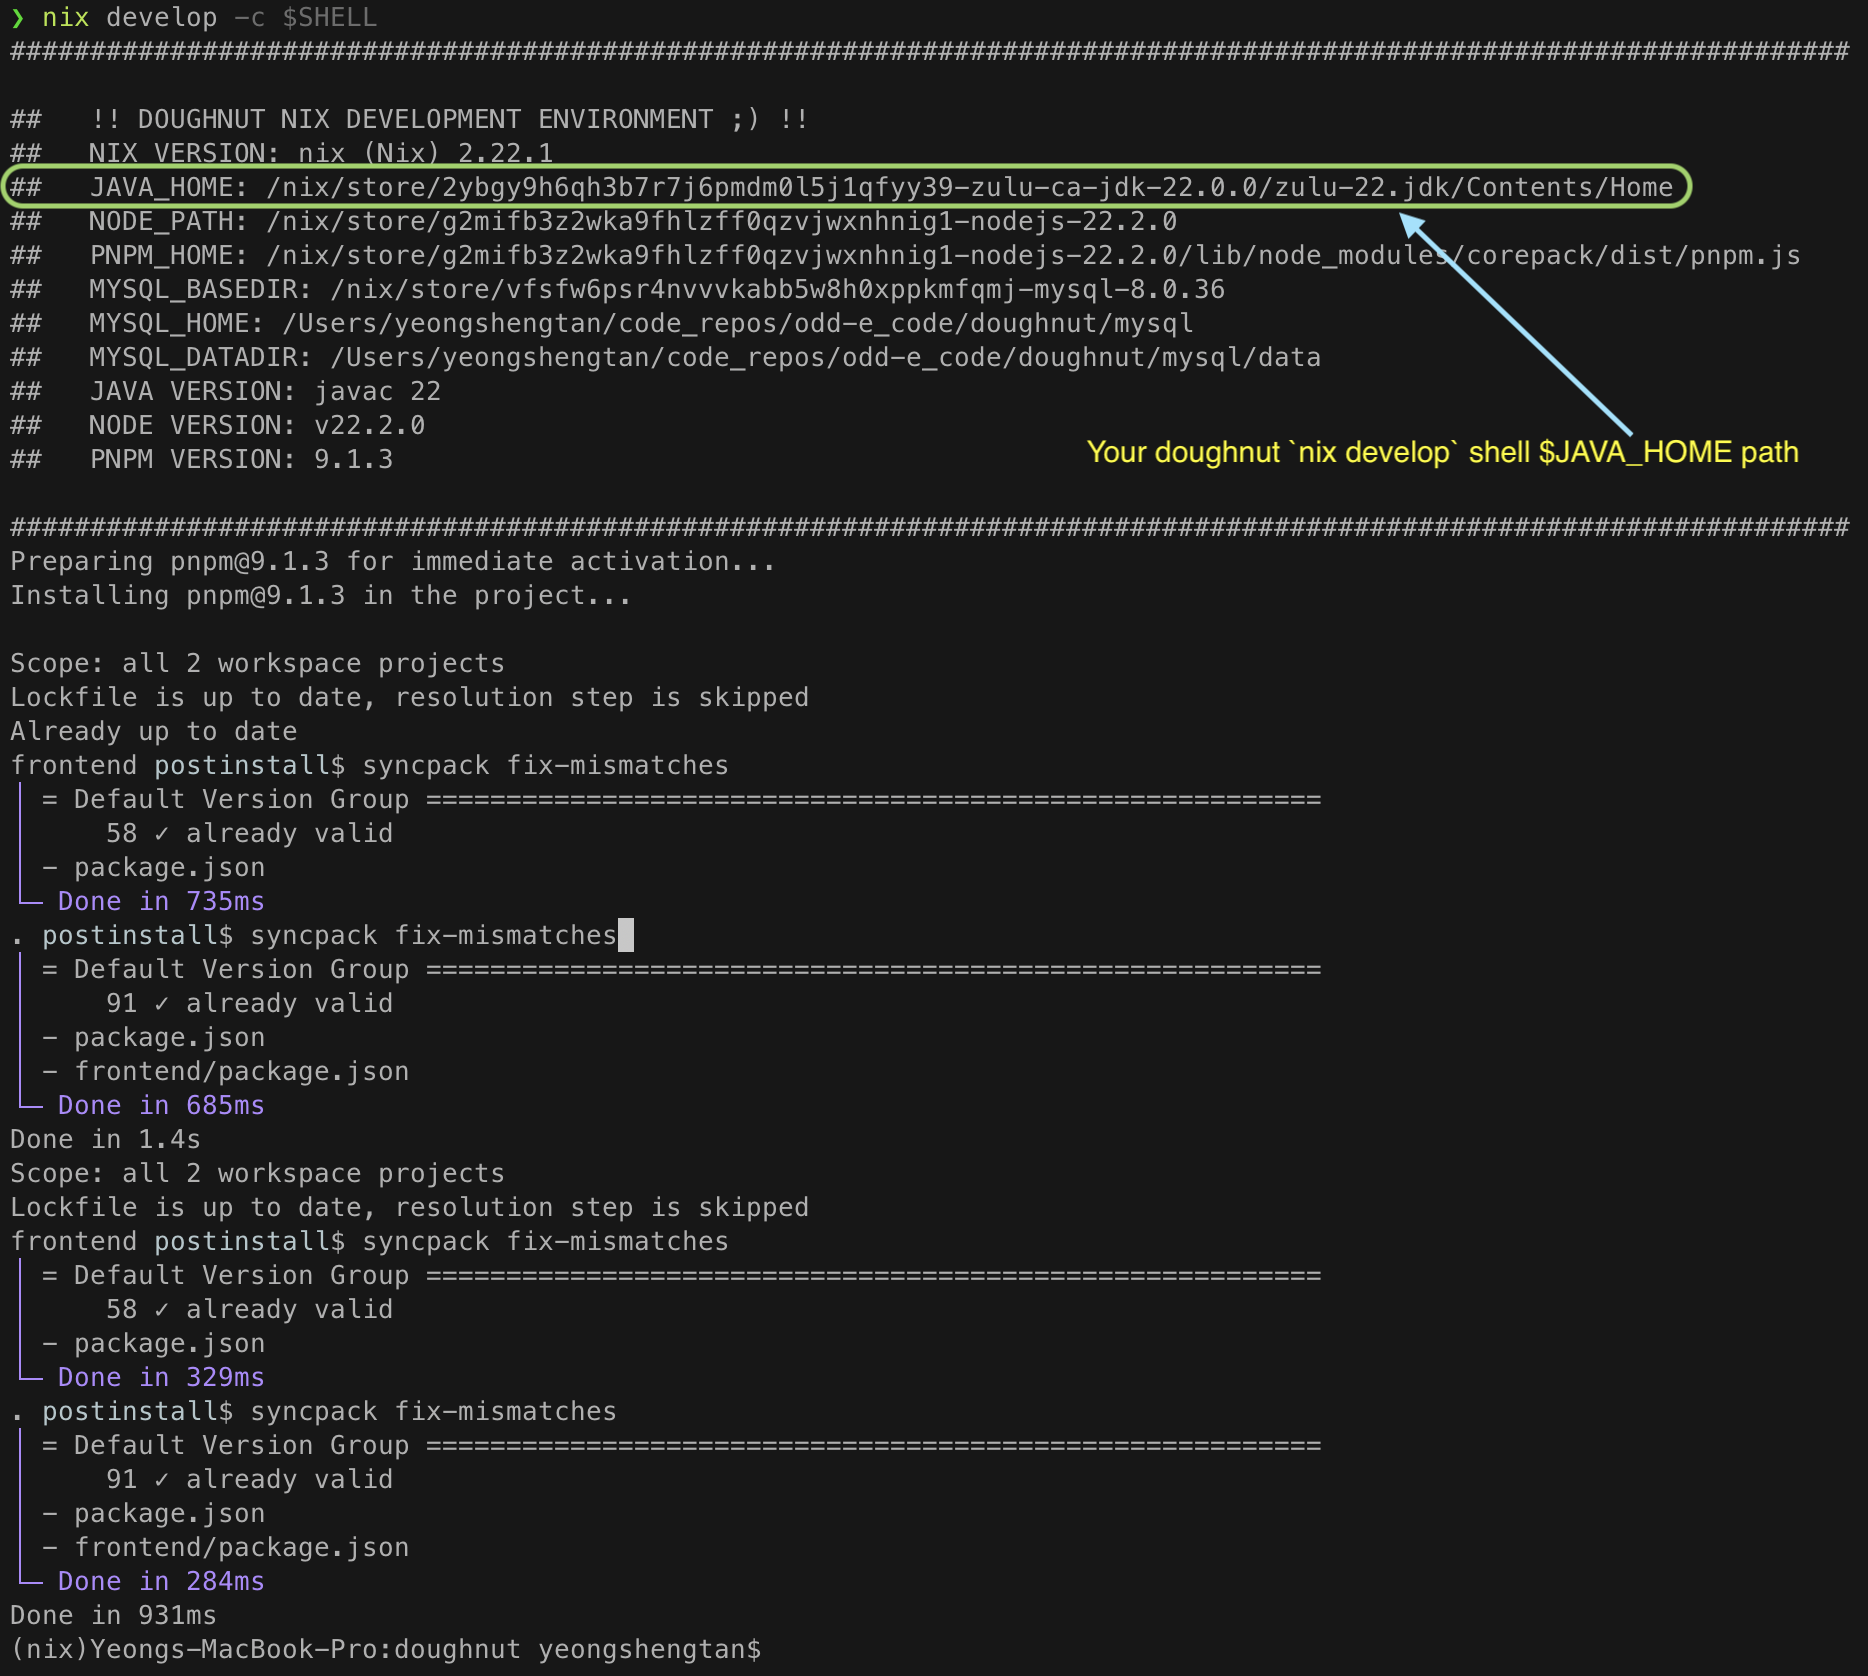 ❯ nix develop -c $SHELL
###################################################################################################################
## !! DOUGHNUT NIX DEVELOPMENT ENVIRONMENT ;) !!
## NIX VERSION: nix (Nix) 2.22.1
## JAVA_HOME: /nix/store/2ybgy9h6qh3b7r7j6pmdm0l5j1qfyy39-zulu-ca-jdk-22.0.0/zulu-22.jdk/Contents/Home
## NODE_PATH: /nix/store/g2mifb3z2wka9fhlzff0qzvjwxnhnig1-nodejs-22.2.0
## PNPM_HOME: /nix/store/g2mifb3z2wka9fhlzff0qzvjwxnhnig1-nodejs-22.2.0/lib/node_modules/corepack/dist/pnpm.js
## MYSQL_BASEDIR: /nix/store/vfsfw6psr4nvvvkabb5w8h0xppkmfqmj-mysql-8.0.36
## MYSQL_HOME: /Users/yeongshengtan/code_repos/odd-e_code/doughnut/mysql
## MYSQL_DATADIR: /Users/yeongshengtan/code_repos/odd-e_code/doughnut/mysql/data
## JAVA VERSION: javac 22
## NODE VERSION: v22.2.0
## PNPM VERSION: 9.1.3
Your doughnut `nix develop` shell $JAVA_HOME path
###################################################################################################################
Preparing pnpm@9.1.3 for immediate activation...
Installing pnpm@9.1.3 in the project...
Scope: all 2 workspace projects
Lockfile is up to date, resolution step is skipped
Already up to date
frontend postinstall$ syncpack fix-mismatches
= Default Version Group ========================================================
58 ✓ already valid
- package.json
Done in 735ms
. postinstall$ syncpack fix-mismatches
= Default Version Group ========================================================
91 ✓ already valid
- package.json
- frontend/package.json
Done in 685ms
Done in 1.4s
Scope: all 2 workspace projects
Lockfile is up to date, resolution step is skipped
frontend postinstall$ syncpack fix-mismatches
= Default Version Group ========================================================
58 ✓ already valid
- package.json
Done in 329ms
. postinstall$ syncpack fix-mismatches
= Default Version Group ========================================================
91 ✓ already valid
- package.json
- frontend/package.json
Done in 284ms
Done in 931ms
(nix)Yeongs-MacBook-Pro:doughnut yeongshengtan$